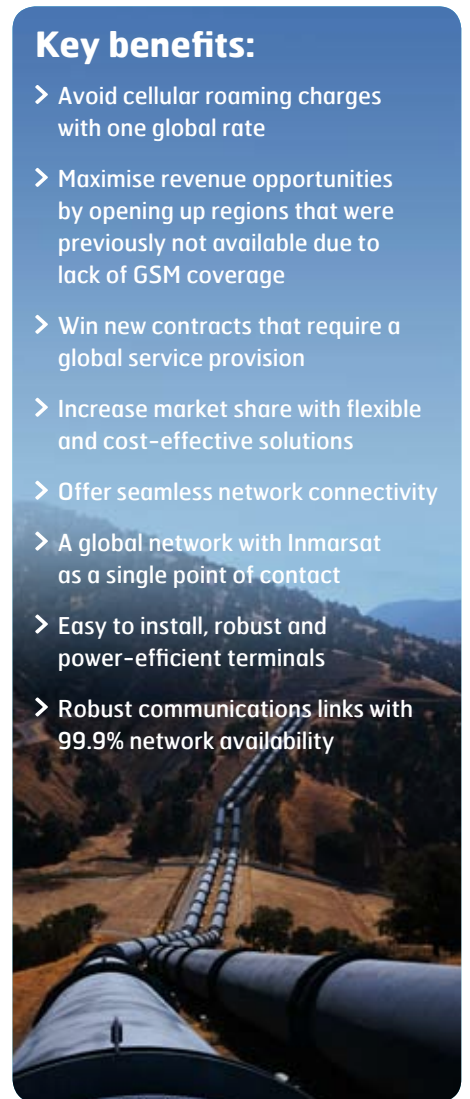 Key benefits:
> Avoid cellular roaming charges
with one global rate
> Maximise revenue opportunities
by opening up regions that were
previously not available due to
lack of GSM coverage
> Win new contracts that require a
global service provision
> Increase market share with flexible
and cost-effective solutions
> Offer seamless network connectivity
> A global network with Inmarsat
as a single point of contact
> Easy to install, robust and
power-efficient terminals
> Robust communications links with
99.9% network availability